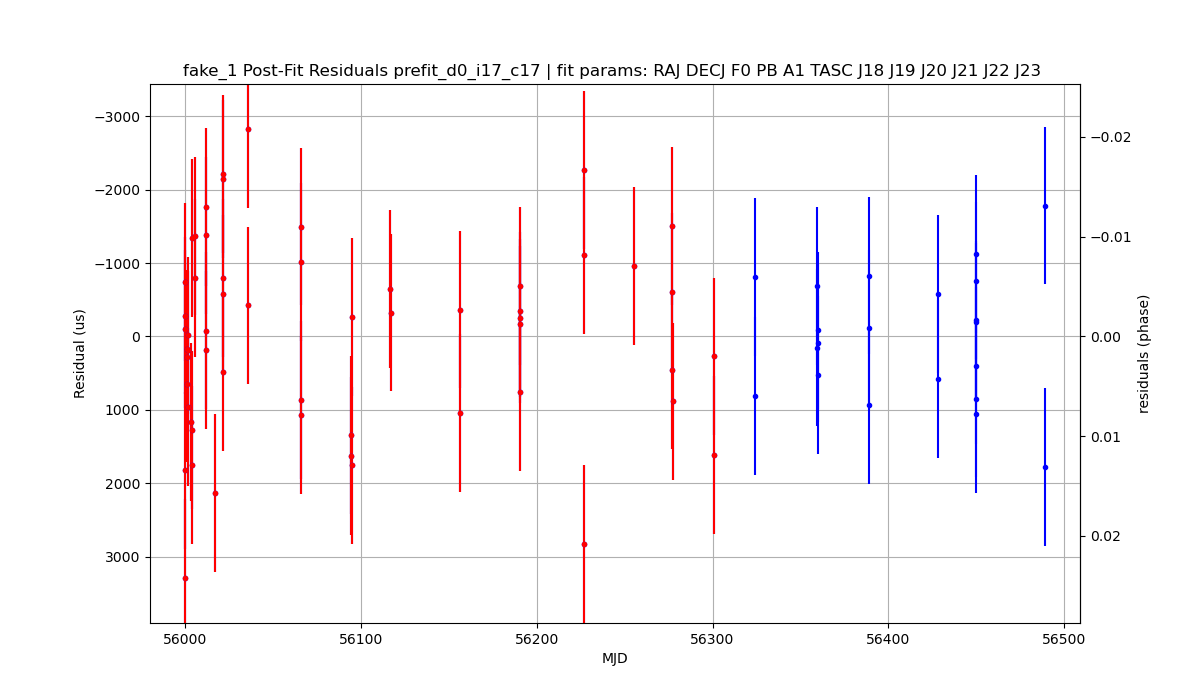 fake_1 Post-Fit Residuals prefit_d0_i17_c17 | fit params: RAJ DECJ F0 PB A1 TASC J18 J19 J20 J21 J22 J23
−3000
−2000
−1000
0
1000
2000
3000
Residual (us)
−0.02
−0.01
0.00
0.01
0.02
residuals (phase)
56000 56100 56200 56300 56400 56500
MJD